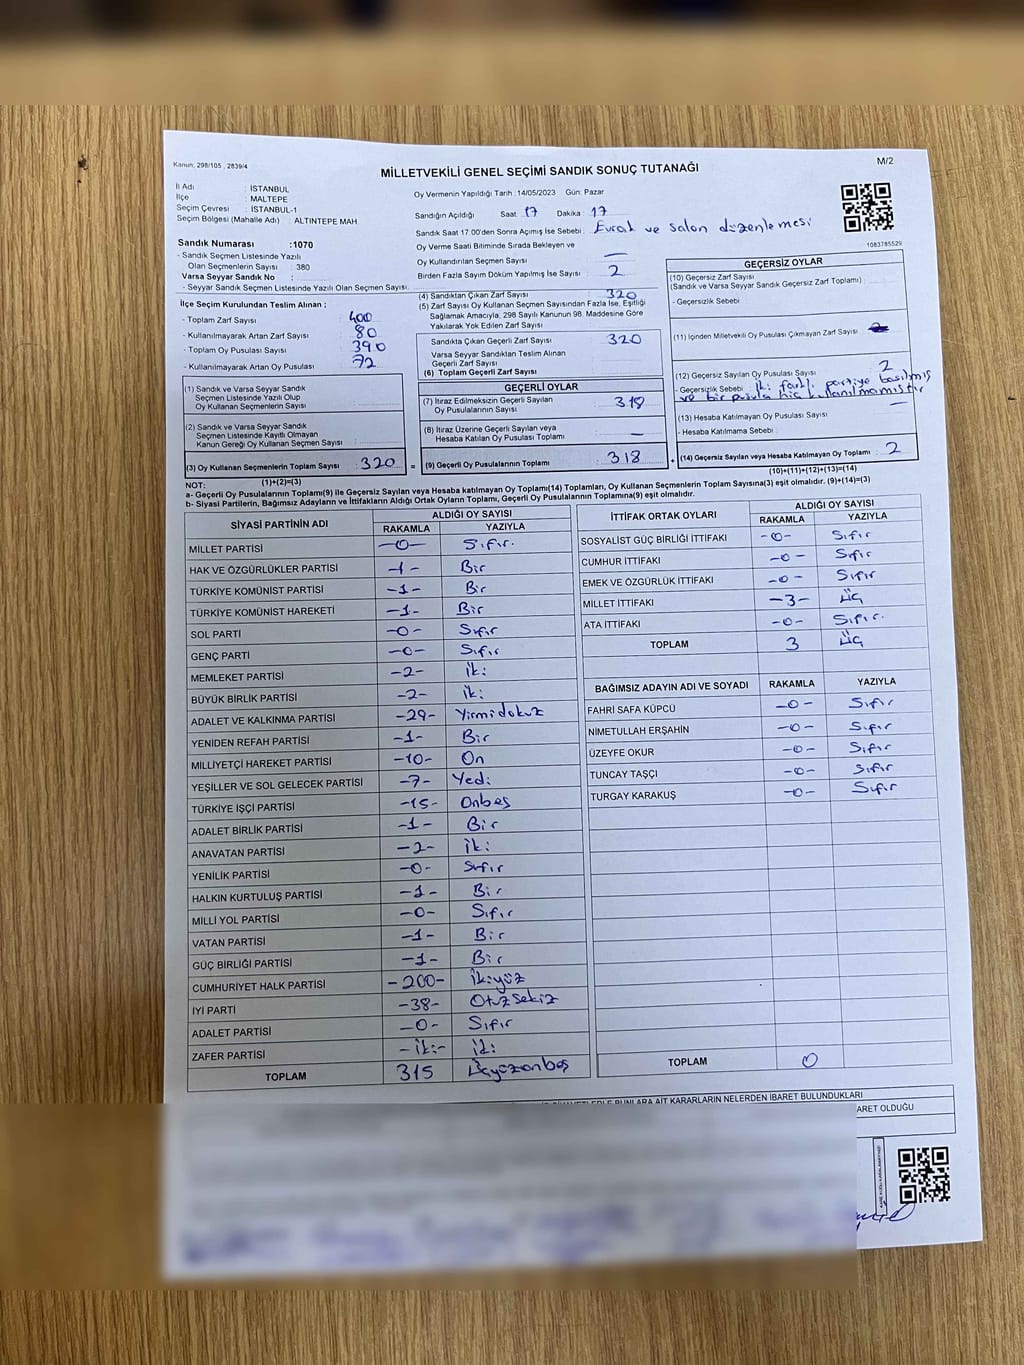 Kanun: 298/105 , 2839/4
MİLLETVEKİLİ GENEL SEÇİMİ SANDIK SONUÇ TUTANAĞI
M/2
İl Adı : İSTANBUL
İlçe : MALTEPE
Seçim Çevresi : İSTANBUL-1
Seçim Bölgesi (Mahalle Adı) : ALTINTEPE MAH
Oy Vermenin Yapıldığı Tarih :14/05/2023 Gün: Pazar
Sandığın Açıldığı Saat 17 Dakika : 17
Sandık Saat 17.00'den Sonra Açımış İse Sebebi : Evrak ve salon düzenlemesi
Oy Verme Saati Bitiminde Sırada Bekleyen ve
Oy Kullandırılan Seçmen Sayısı —
Birden Fazla Sayım Döküm Yapılmış İse Sayısı 2
1083785529
Sandık Numarası :1070
- Sandık Seçmen Listesinde Yazılı
Olan Seçmenlerin Sayısı : 380
Varsa Seyyar Sandık No :
- Seyyar Sandık Seçmen Listesinde Yazılı Olan Seçmen Sayısı:
İlçe Seçim Kurulundan Teslim Alınan :
- Toplam Zarf Sayısı 400
- Kullanılmayarak Artan Zarf Sayısı 80
- Toplam Oy Pusulası Sayısı 390
- Kullanılmayarak Artan Oy Pusulası 72
(4) Sandıktan Çıkan Zarf Sayısı 320
(5) Zarf Sayısı Oy Kullanan Seçmen Sayısından Fazla İse, Eşitliği
Sağlamak Amacıyla, 298 Sayılı Kanunun 98. Maddesine Göre
Yakılarak Yok Edilen Zarf Sayısı
Sandıkta Çıkan Geçerli Zarf Sayısı 320
Varsa Seyyar Sandıktan Teslim Alınan
Geçerli Zarf Sayısı
(6) Toplam Geçerli Zarf Sayısı
GEÇERSİZ OYLAR
(10) Geçersiz Zarf Sayısı
(Sandık ve Varsa Seyyar Sandık Geçersiz Zarf Toplamı) :
- Geçersizlik Sebebi :
(11) İçinden Milletvekili Oy Pusulası Çıkmayan Zarf Sayısı :
(12) Geçersiz Sayılan Oy Pusulası Sayısı 2
- Geçersizlik Sebebi : iki farklı partiye basılmış
ve bir pusula hiç kullanılmamıştır
(13) Hesaba Katılmayan Oy Pusulası Sayısı —
- Hesaba Katılmama Sebebi :
(14) Geçersiz Sayılan veya Hesaba Katılmayan Oy Toplamı : 2
(10)+(11)+(12)+(13)=(14)
(1) Sandık ve Varsa Seyyar Sandık
Seçmen Listesinde Yazılı Olup
Oy Kullanan Seçmenlerin Sayısı
(2) Sandık ve Varsa Seyyar Sandık
Seçmen Listesinde Kayıtlı Olmayan
Kanun Gereği Oy Kullanan Seçmen Sayısı
(3) Oy Kullanan Seçmenlerin Toplam Sayısı 320 =
(1)+(2)=(3)
GEÇERLİ OYLAR
(7) İtiraz Edilmeksizin Geçerli Sayılan
Oy Pusulalarının Sayısı 318
(8) İtiraz Üzerine Geçerli Sayılan veya
Hesaba Katılan Oy Pusulası Toplamı —
(9) Geçerli Oy Pusulalarının Toplamı 318 +
NOT:
a- Geçerli Oy Pusulalarının Toplamı(9) ile Geçersiz Sayılan veya Hesaba katılmayan Oy Toplamı(14) Toplamları, Oy Kullanan Seçmenlerin Toplam Sayısına(3) eşit olmalıdır. (9)+(14)=(3)
b- Siyasi Partilerin, Bağımsız Adayların ve İttifakların Aldığı Ortak Oyların Toplamı, Geçerli Oy Pusulalarının Toplamına(9) eşit olmalıdır.
SİYASİ PARTİNİN ADI ALDIĞI OY SAYISI
RAKAMLA YAZIYLA
MİLLET PARTİSİ —0— Sıfır.
HAK VE ÖZGÜRLÜKLER PARTİSİ -1- Bir
TÜRKİYE KOMÜNİST PARTİSİ -1- Bir
TÜRKİYE KOMÜNİST HAREKETİ -1- Bir
SOL PARTİ -0- Sıfır
GENÇ PARTİ -0- Sıfır
MEMLEKET PARTİSİ -2- İki
BÜYÜK BİRLİK PARTİSİ -2- İki
ADALET VE KALKINMA PARTİSİ -29- Yirmidokuz
YENİDEN REFAH PARTİSİ -1- Bir
MİLLİYETÇİ HAREKET PARTİSİ -10- On
YEŞİLLER VE SOL GELECEK PARTİSİ -7- Yedi
TÜRKİYE İŞÇİ PARTİSİ -15- Onbeş
ADALET BİRLİK PARTİSİ -1- Bir
ANAVATAN PARTİSİ -2- İki
YENİLİK PARTİSİ -0- Sıfır
HALKIN KURTULUŞ PARTİSİ -1- Bir
MİLLİ YOL PARTİSİ -0- Sıfır
VATAN PARTİSİ -1- Bir
GÜÇ BİRLİĞİ PARTİSİ -1- Bir
CUMHURİYET HALK PARTİSİ -200- İkiyüz
İYİ PARTİ -38- Otuzsekiz
ADALET PARTİSİ -0- Sıfır
ZAFER PARTİSİ -iki- iki
TOPLAM 315 Üçyüzonbeş
İTTİFAK ORTAK OYLARI ALDIĞI OY SAYISI
RAKAMLA YAZIYLA
SOSYALİST GÜÇ BİRLİĞİ İTTİFAKI -0- Sıfır
CUMHUR İTTİFAKI -0- Sıfır
EMEK VE ÖZGÜRLÜK İTTİFAKI -0- Sıfır
MİLLET İTTİFAKI -3- Üç
ATA İTTİFAKI -0- Sıfır.
TOPLAM 3 Üç
BAĞIMSIZ ADAYIN ADI VE SOYADI RAKAMLA YAZIYLA
FAHRİ SAFA KÜPCÜ -0- Sıfır
NİMETULLAH ERŞAHİN -0- Sıfır
ÜZEYFE OKUR -0- Sıfır
TUNCAY TAŞÇI -0- Sıfır
TURGAY KARAKUŞ -0- Sıfır
TOPLAM 0
BUNLARA AİT KARARLARIN NELERDEN İBARET BULUNDUKLARI
OLDUĞU